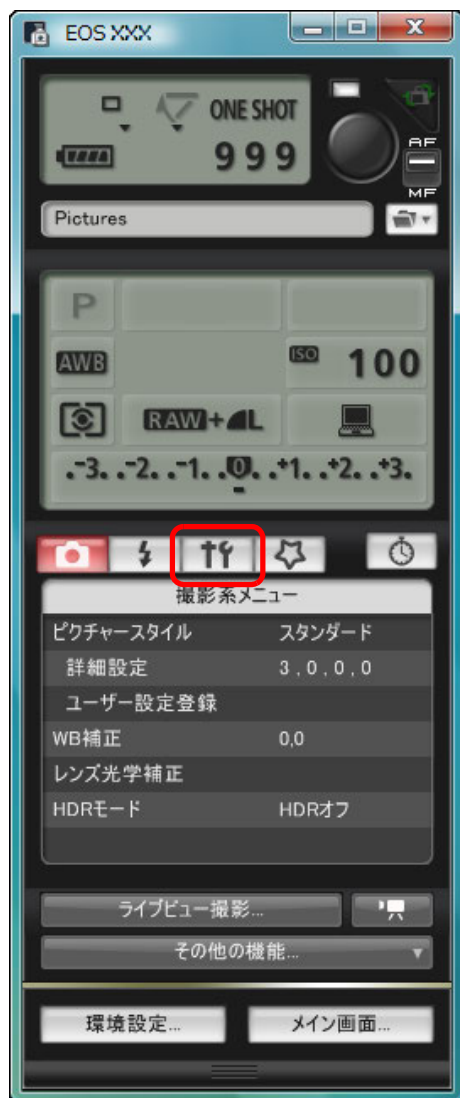 EOS XXX
ONE SHOT
999
AF
MF
Pictures
P
AWB
ISO 100
RAW+L
.-3. .-2. .-1. .0. .+1. .+2. .+3.
撮影系メニュー
ピクチャースタイル スタンダード
詳細設定 3,0,0,0
ユーザー設定登録
WB補正 0,0
レンズ光学補正
HDRモード HDRオフ
ライブビュー撮影...
その他の機能...
環境設定... メイン画面...